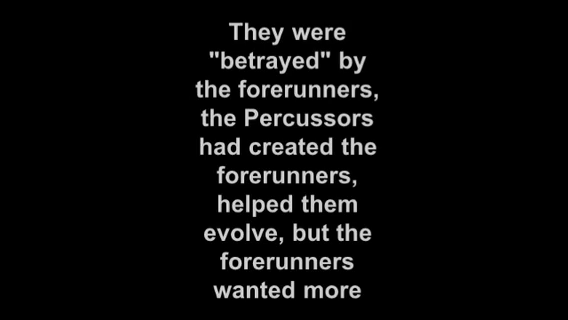 They were
"betrayed" by
the forerunners,
the Percussors
had created the
forerunners,
helped them
evolve, but the
forerunners
wanted more